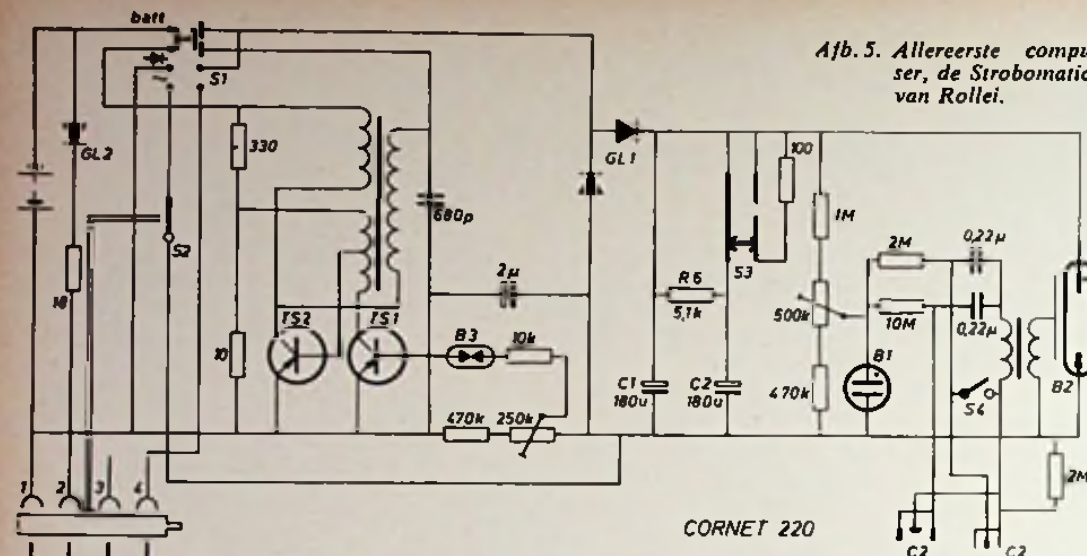 batt
S1
GL2
330
18
S2
680p
10
TS2
TS1
B3
2µ
10k
470k
250k
1
2
3
4
Afb. 5. Allereerste compu
ser, de Strobomatic
van Rollei.
GL1
100
S3
R6
5,1k
C1
180u
C2
180u
1M
500k
470k
2M
10M
0,22µ
0,22µ
B1
S4
B2
2M
CORNET 220
C2
C2